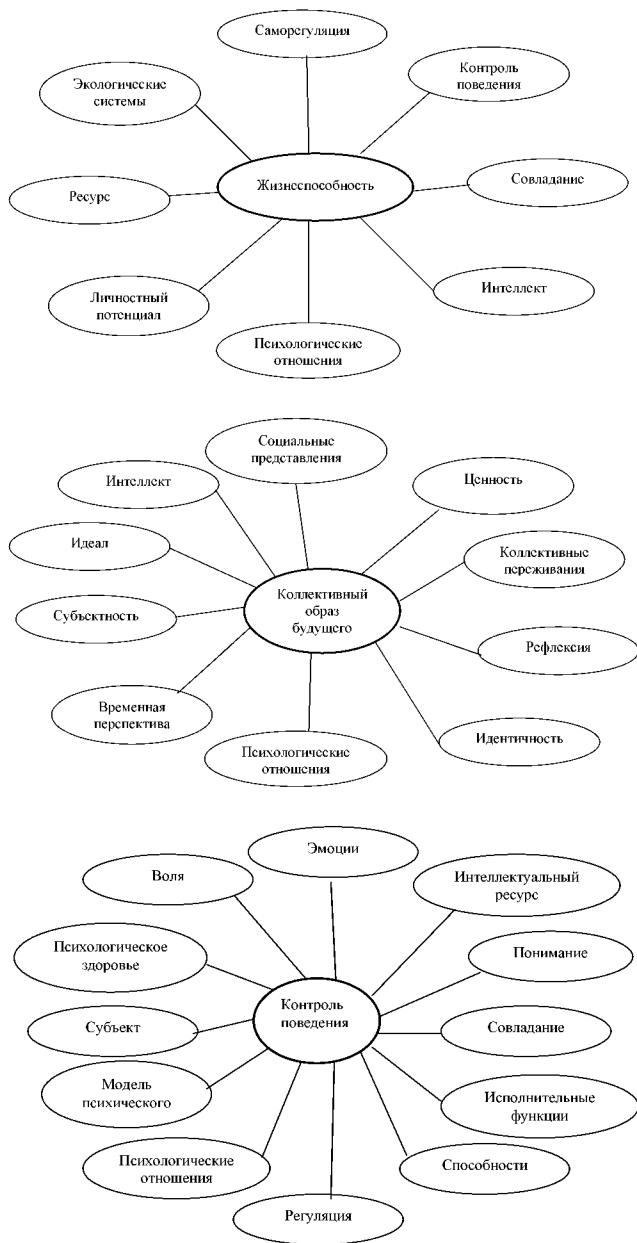 Саморегуляция
Экологические
системы
Контроль
поведения
Жизнеспособность
Ресурс
Совладание
Личностный
потенциал
Интеллект
Психологические
отношения
Социальные
представления
Интеллект
Ценность
Идеал
Коллективные
переживания
Коллективный
образ
будущего
Субъектность
Рефлексия
Временная
перспектива
Психологические
отношения
Идентичность
Эмоции
Воля
Интеллектуальный
ресурс
Психологическое
здоровье
Понимание
Контроль
поведения
Субъект
Совладание
Модель
психического
Исполнительные
функции
Психологические
отношения
Способности
Регуляция